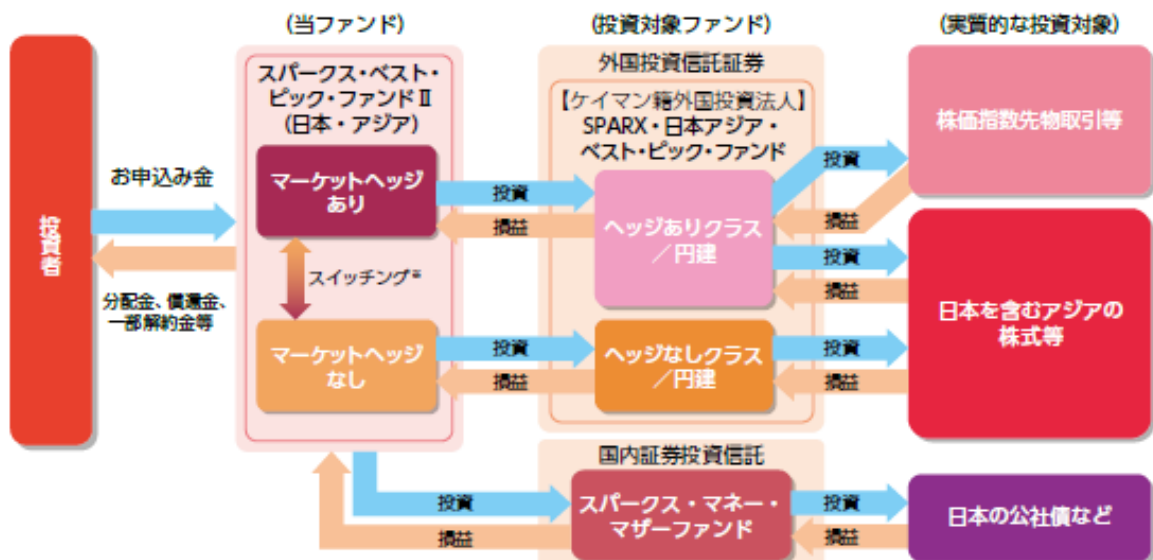 (当ファンド)
(投資対象ファンド)
(実質的な投資対象)
投資者
お申込み金
分配金、償還金、
一部解約金等
スパークス・ベスト・
ピック・ファンドⅡ
(日本・アジア)
マーケットヘッジ
あり
スイッチング※
マーケットヘッジ
なし
投資
損益
投資
損益
外国投資信託証券
【ケイマン籍外国投資法人】
SPARX・日本アジア・
ベスト・ピック・ファンド
ヘッジありクラス
/円建
ヘッジなしクラス
/円建
投資
損益
投資
損益
投資
損益
株価指数先物取引等
日本を含むアジアの
株式等
投資
損益
国内証券投資信託
スパークス・マネー・
マザーファンド
投資
損益
日本の公社債など